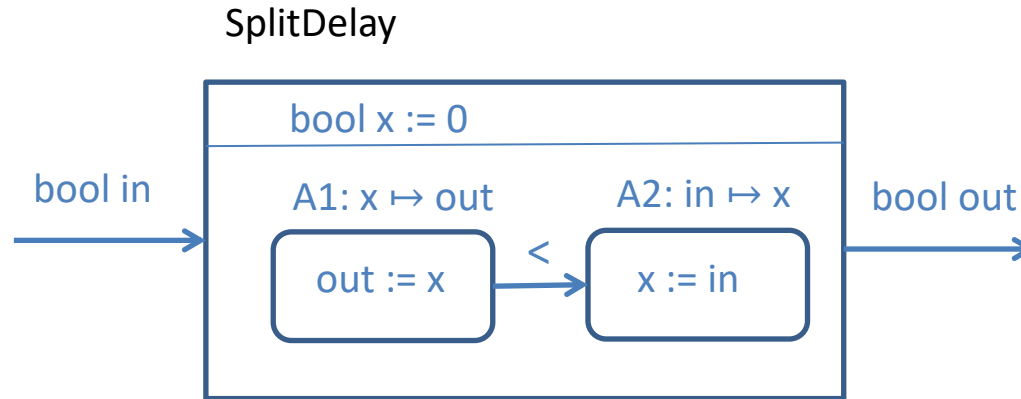 SplitDelay
bool x := 0
bool in
A1: x ↦ out
A2: in ↦ x
bool out
out := x
<
x := in